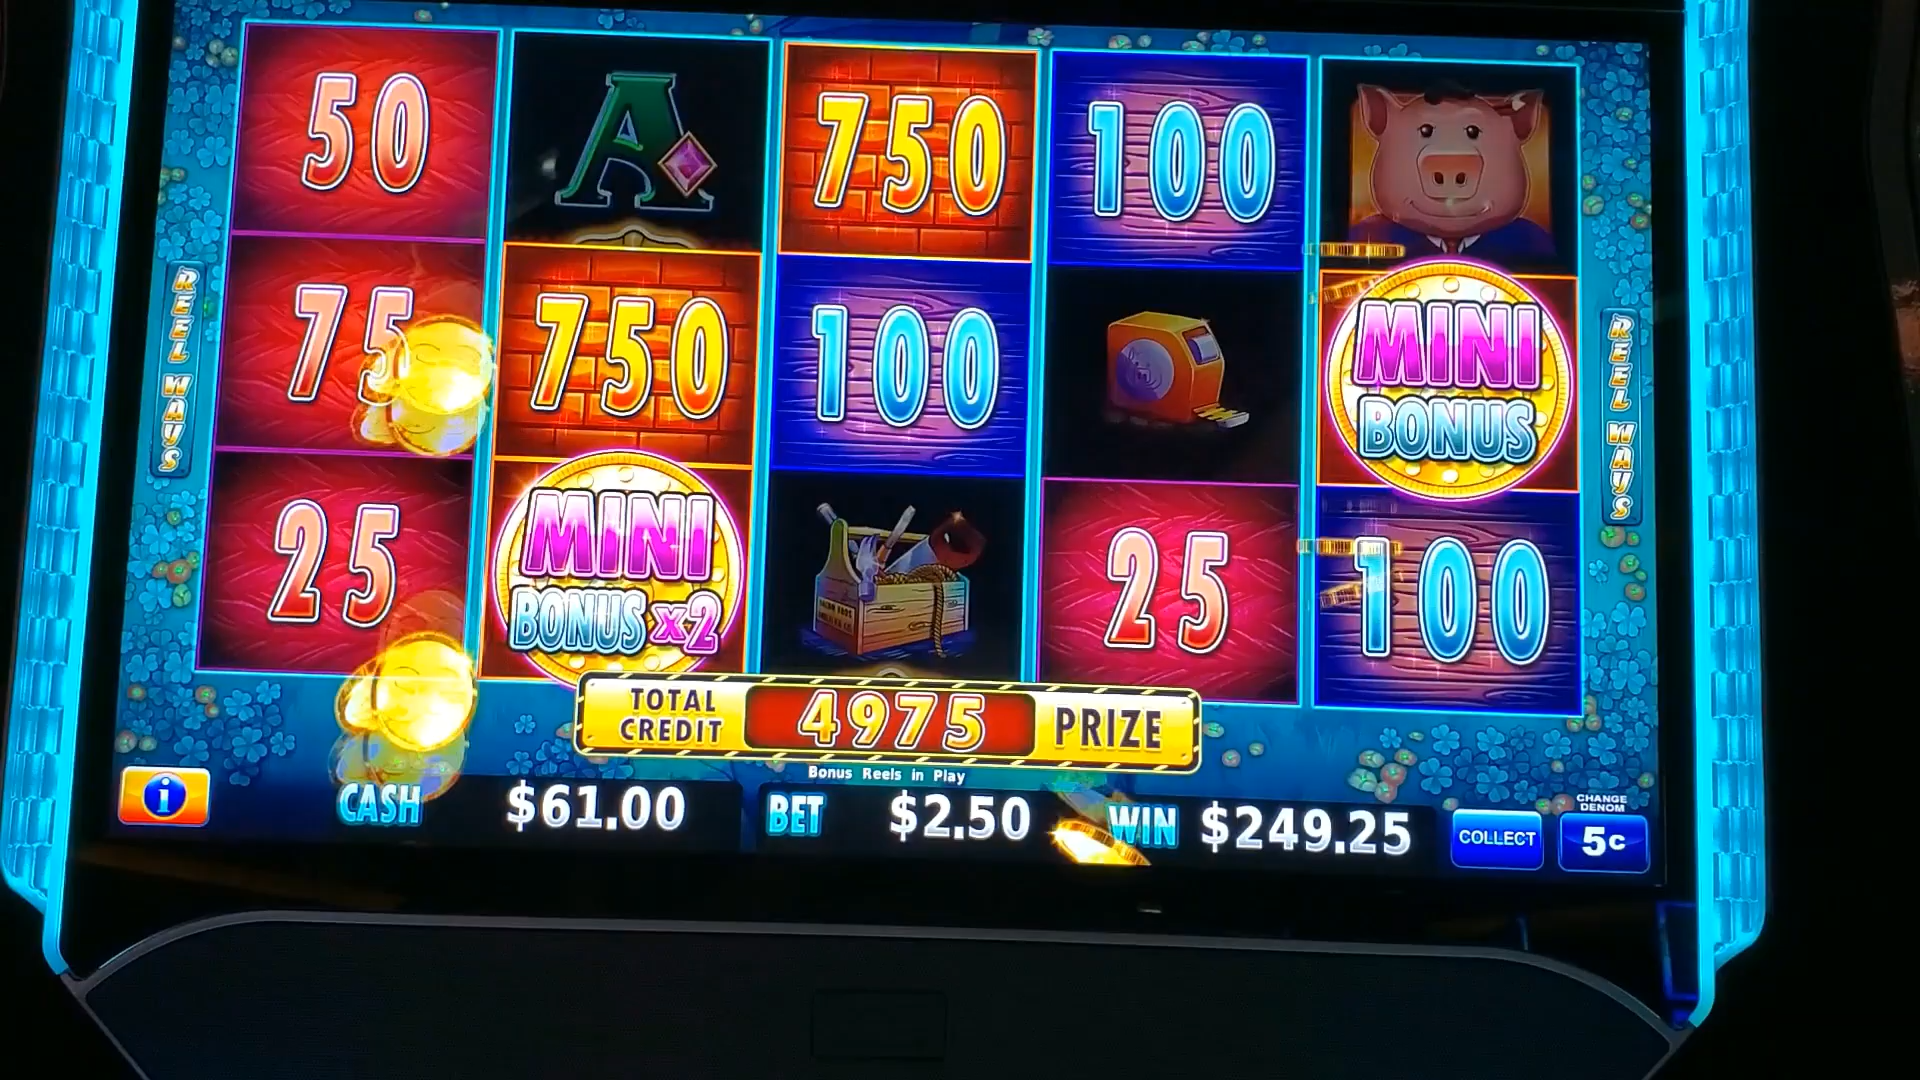 50
A
750
100
REEL WAYS
75
750
100
MINI
BONUS
REEL WAYS
25
MINI
BONUS x2
25
100
TOTAL
CREDIT
4975
PRIZE
Bonus Reels in Play
i
CASH $61.00
BET $2.50
WIN $249.25
COLLECT
CHANGE
DENOM
5¢